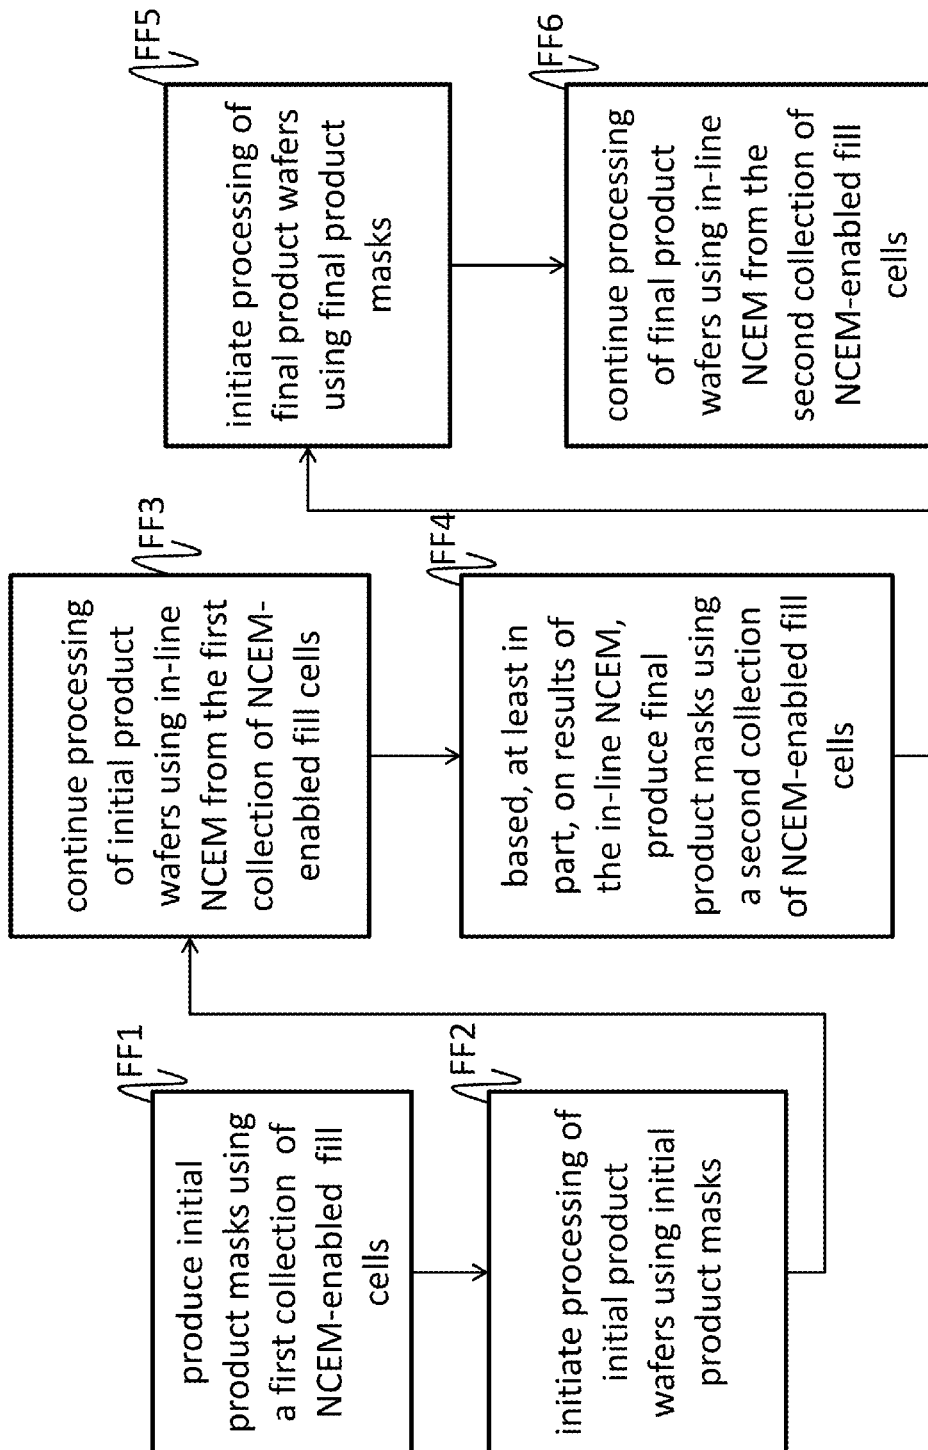 FF1
produce initial
product masks using
a first collection of
NCEM-enabled fill
cells
FF2
initiate processing of
initial product
wafers using initial
product masks
FF3
continue processing
of initial product
wafers using in-line
NCEM from the first
collection of NCEM-
enabled fill cells
FF4
based, at least in
part, on results of
the in-line NCEM,
produce final
product masks using
a second collection
of NCEM-enabled fill
cells
FF5
initiate processing of
final product wafers
using final product
masks
FF6
continue processing
of final product
wafers using in-line
NCEM from the
second collection of
NCEM-enabled fill
cells